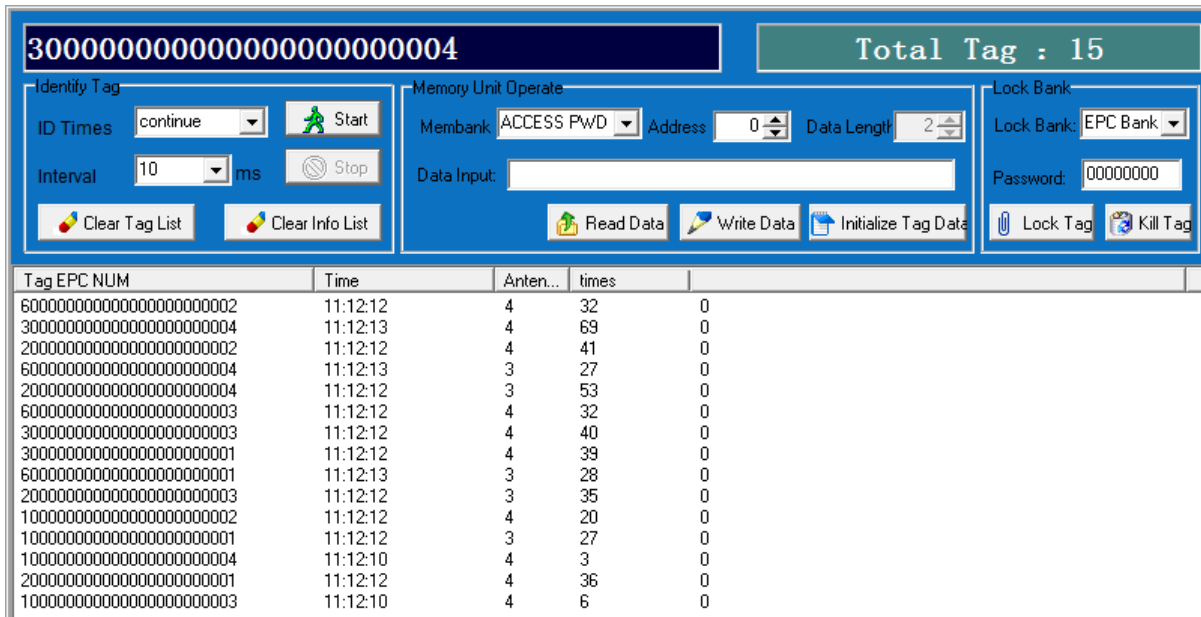 300000000000000000000004
Total Tag : 15
Identify Tag
ID Times continue Start
Interval 10 ms Stop
Clear Tag List Clear Info List
Memory Unit Operate
Membank ACCESS PWD Address 0 Data Length 2
Data Input:
Read Data Write Data Initialize Tag Data
Lock Bank
Lock Bank: EPC Bank
Password: 00000000
Lock Tag Kill Tag
Tag EPC NUM Time Anten... times
600000000000000000000002 11:12:12 4 32 0
300000000000000000000004 11:12:13 4 69 0
200000000000000000000002 11:12:12 4 41 0
600000000000000000000004 11:12:13 3 27 0
200000000000000000000004 11:12:12 3 53 0
600000000000000000000003 11:12:12 4 32 0
300000000000000000000003 11:12:12 4 40 0
300000000000000000000001 11:12:12 4 39 0
600000000000000000000001 11:12:13 3 28 0
200000000000000000000003 11:12:12 3 35 0
100000000000000000000002 11:12:12 4 20 0
100000000000000000000001 11:12:12 3 27 0
100000000000000000000004 11:12:10 4 3 0
200000000000000000000001 11:12:12 4 36 0
100000000000000000000003 11:12:10 4 6 0